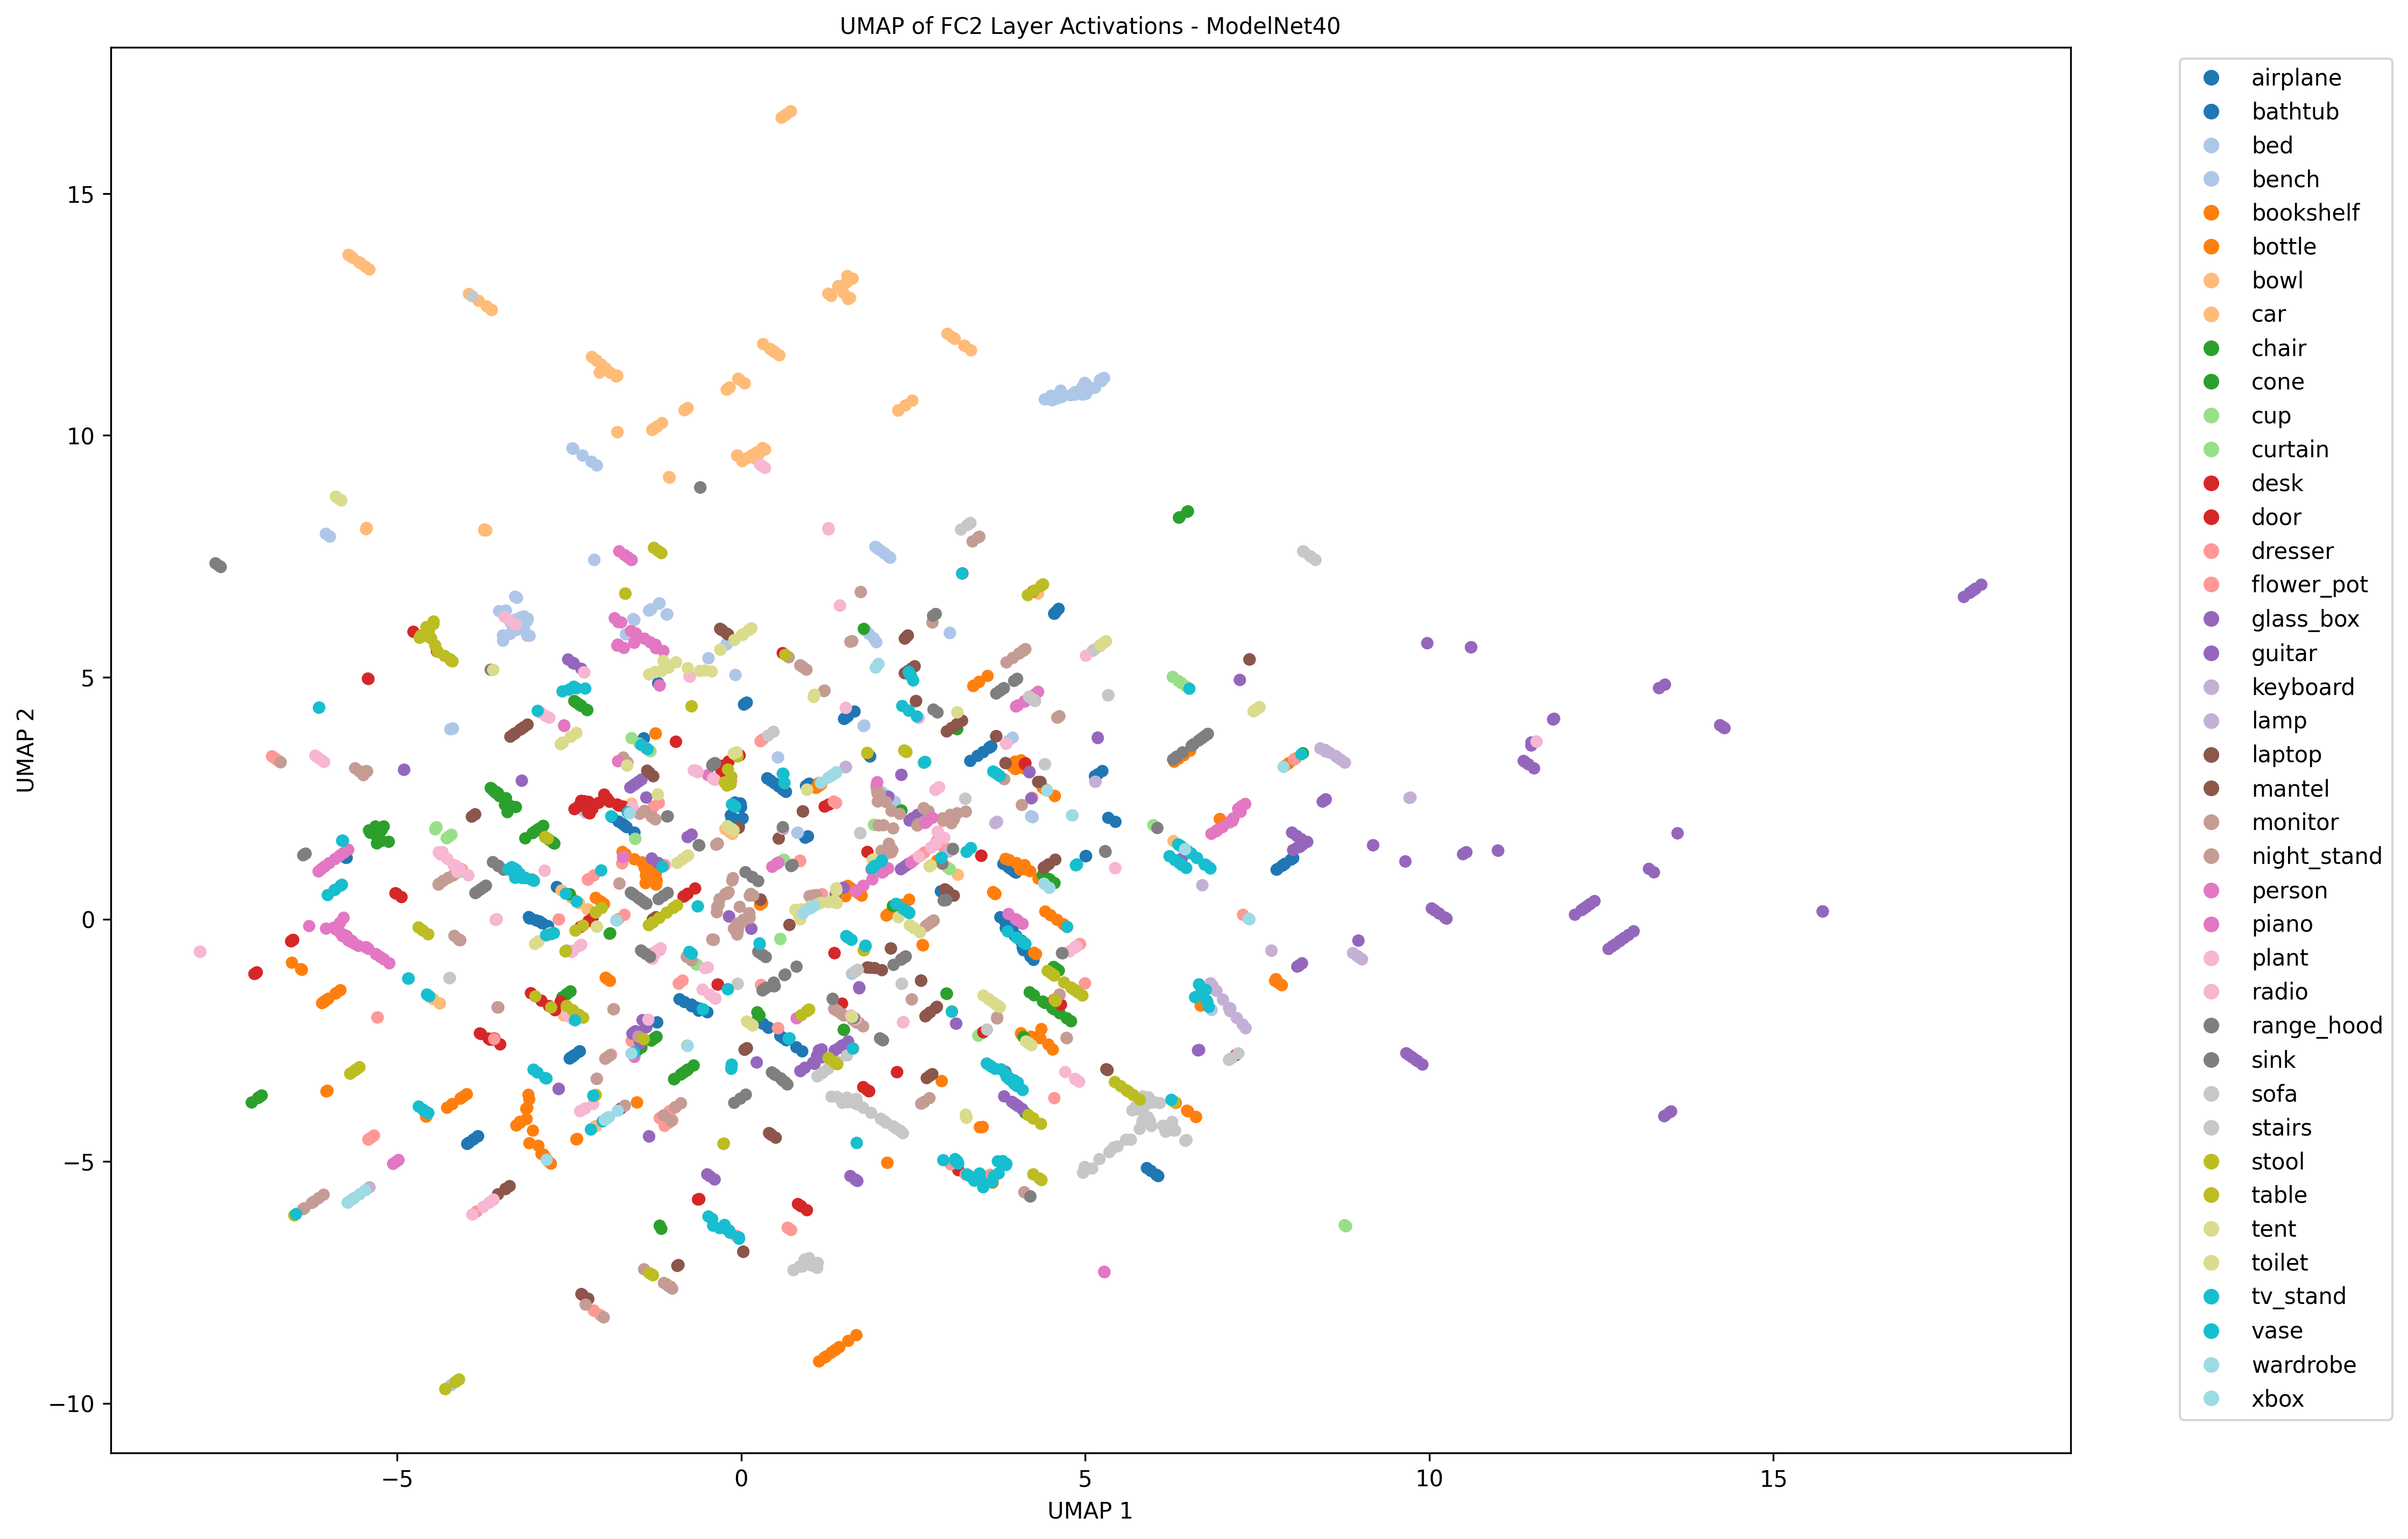 UMAP of FC2 Layer Activations - ModelNet40
UMAP 2
15
10
5
0
−5
−10
−5
0
5
10
15
UMAP 1
airplane
bathtub
bed
bench
bookshelf
bottle
bowl
car
chair
cone
cup
curtain
desk
door
dresser
flower_pot
glass_box
guitar
keyboard
lamp
laptop
mantel
monitor
night_stand
person
piano
plant
radio
range_hood
sink
sofa
stairs
stool
table
tent
toilet
tv_stand
vase
wardrobe
xbox